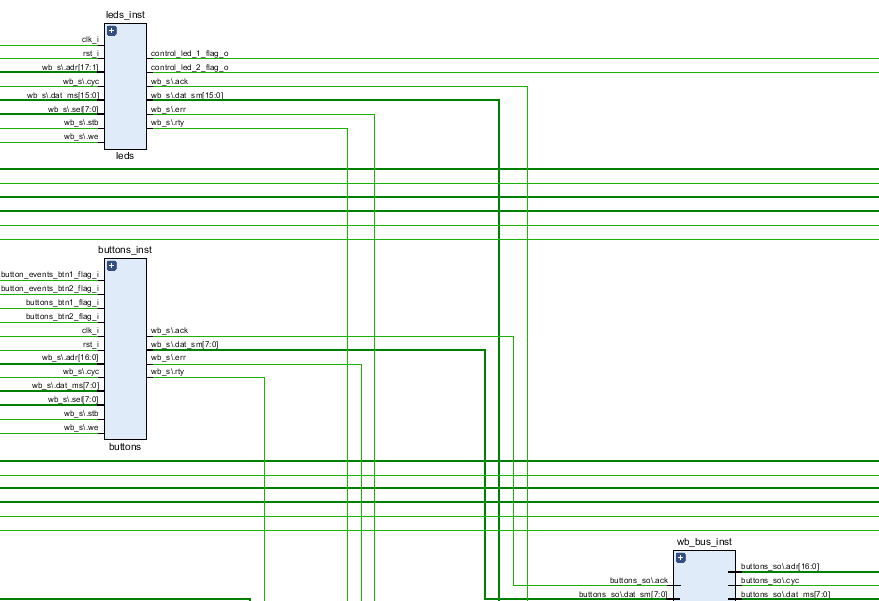 leds_inst
clk_i
rst_i
wb_s\.adr[17:1]
wb_s\.cyc
wb_s\.dat_ms[15:0]
wb_s\.sel[7:0]
wb_s\.stb
wb_s\.we
control_led_1_flag_o
control_led_2_flag_o
wb_s\.ack
wb_s\.dat_sm[15:0]
wb_s\.err
wb_s\.rty
leds
buttons_inst
button_events_btn1_flag_i
button_events_btn2_flag_i
buttons_btn1_flag_i
buttons_btn2_flag_i
clk_i
rst_i
wb_s\.adr[16:0]
wb_s\.cyc
wb_s\.dat_ms[7:0]
wb_s\.sel[7:0]
wb_s\.stb
wb_s\.we
wb_s\.ack
wb_s\.dat_sm[7:0]
wb_s\.err
wb_s\.rty
buttons
wb_bus_inst
buttons_so\.ack
buttons_so\.dat_sm[7:0]
buttons_so\.adr[16:0]
buttons_so\.cyc
buttons_so\.dat_ms[7:0]